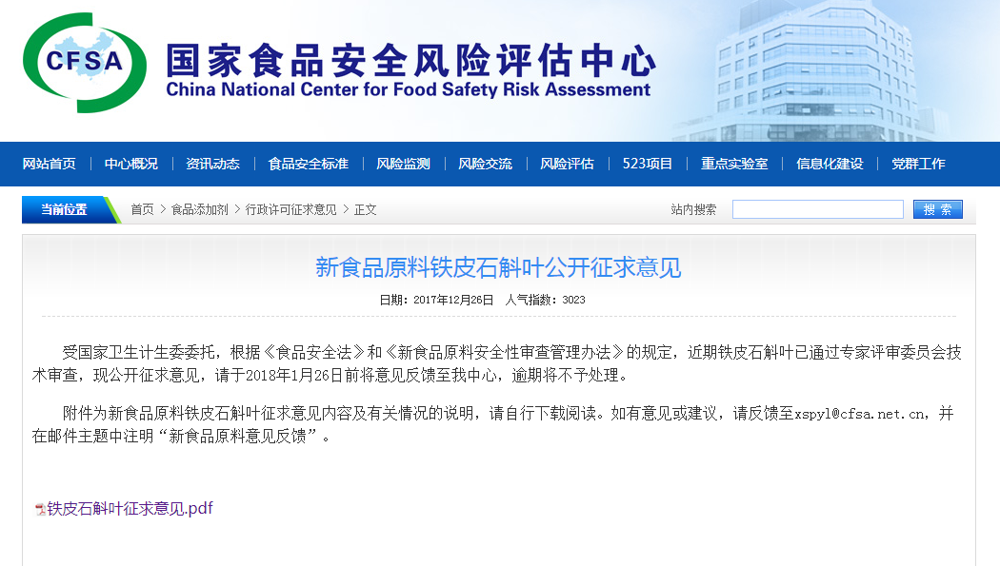 CFSA
国家食品安全风险评估中心
China National Center for Food Safety Risk Assessment
网站首页 | 中心概况 | 资讯动态 | 食品安全标准 | 风险监测 | 风险交流 | 风险评估 | 523项目 | 重点实验室 | 信息化建设 | 党群工作
当前位置 首页 > 食品添加剂 > 行政许可征求意见 > 正文 站内搜索 搜 索
新食品原料铁皮石斛叶公开征求意见
日期：2017年12月26日 人气指数：3023
受国家卫生计生委委托，根据《食品安全法》和《新食品原料安全性审查管理办法》的规定，近期铁皮石斛叶已通过专家评审委员会技
术审查，现公开征求意见，请于2018年1月26日前将意见反馈至我中心，逾期将不予处理。
附件为新食品原料铁皮石斛叶征求意见内容及有关情况的说明，请自行下载阅读。如有意见或建议，请反馈至xspyl@cfsa.net.cn，并
在邮件主题中注明“新食品原料意见反馈”。
铁皮石斛叶征求意见.pdf